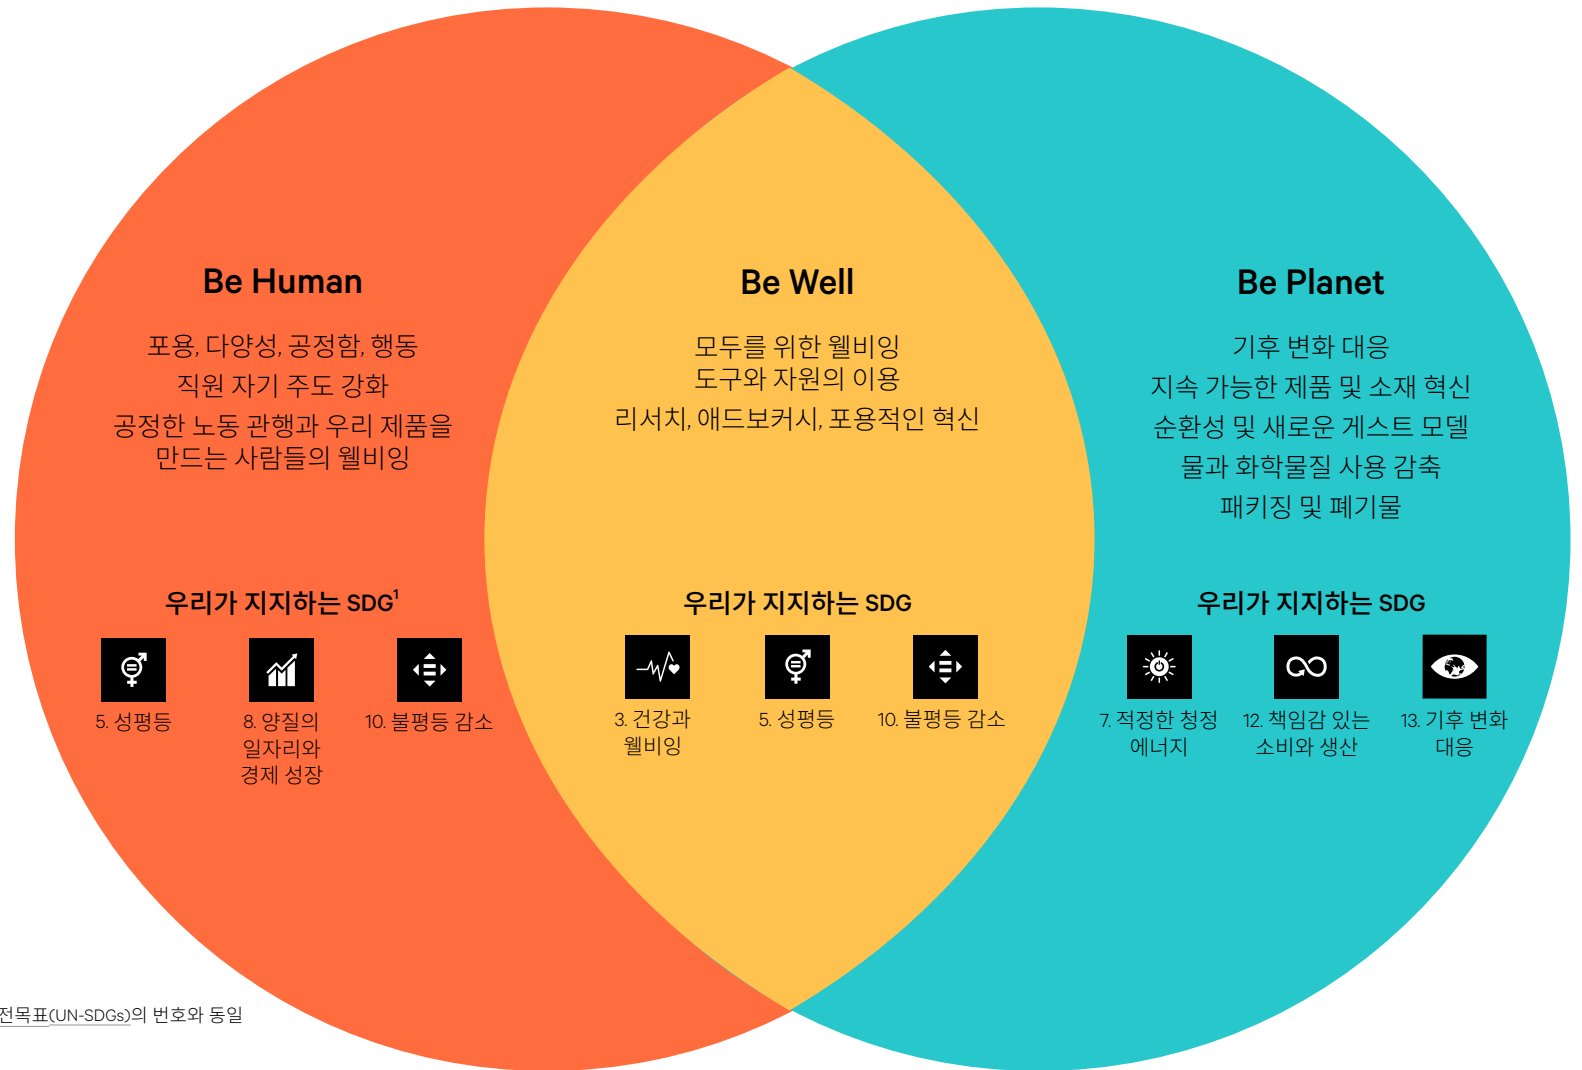 Be Human
포용, 다양성, 공정함, 행동
직원 자기 주도 강화
공정한 노동 관행과 우리 제품을
만드는 사람들의 웰비잉
우리가 지지하는 SDG¹
5. 성평등
8. 양질의
일자리와
경제 성장
10. 불평등 감소
Be Well
모두를 위한 웰비잉
도구와 자원의 이용
리서치, 애드보커시, 포용적인 혁신
우리가 지지하는 SDG
3. 건강과
웰비잉
5. 성평등
10. 불평등 감소
Be Planet
기후 변화 대응
지속 가능한 제품 및 소재 혁신
순환성 및 새로운 게스트 모델
물과 화학물질 사용 감축
패키징 및 폐기물
우리가 지지하는 SDG
7. 적정한 청정
에너지
12. 책임감 있는
소비와 생산
13. 기후 변화
대응
전목표(UN-SDGs)의 번호와 동일